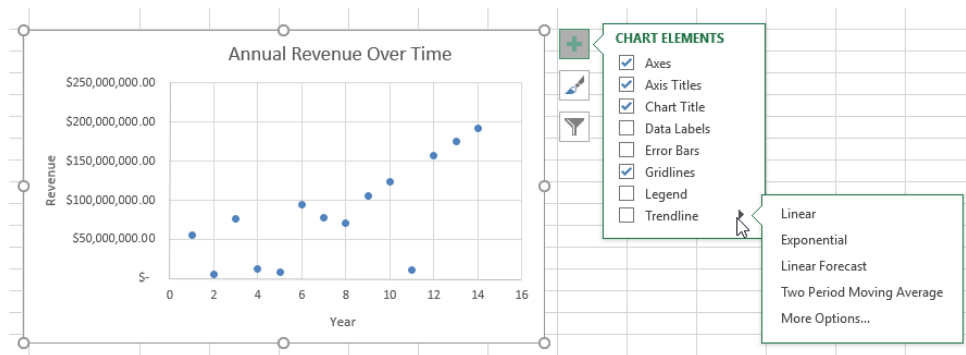 Annual Revenue Over Time
$250,000,000.00
$200,000,000.00
$150,000,000.00
$100,000,000.00
$50,000,000.00
$-
Revenue
0 2 4 6 8 10 12 14 16
Year
CHART ELEMENTS
Axes
Axis Titles
Chart Title
Data Labels
Error Bars
Gridlines
Legend
Trendline
Linear
Exponential
Linear Forecast
Two Period Moving Average
More Options...